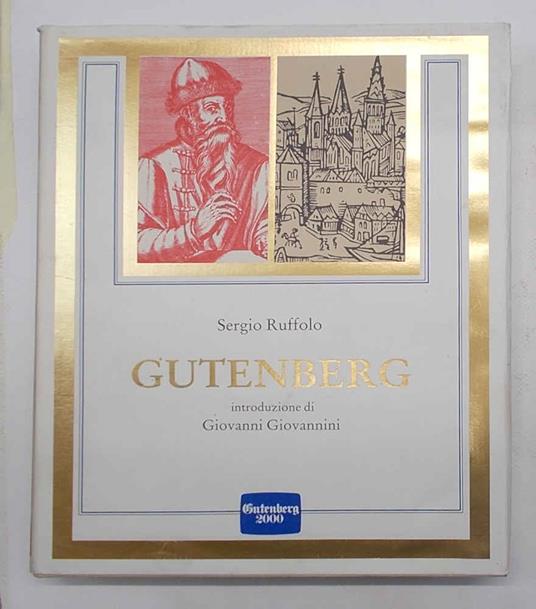 Sergio Ruffolo
GUTENBERG
introduzione di
Giovanni Giovannini
Gutenberg
2000